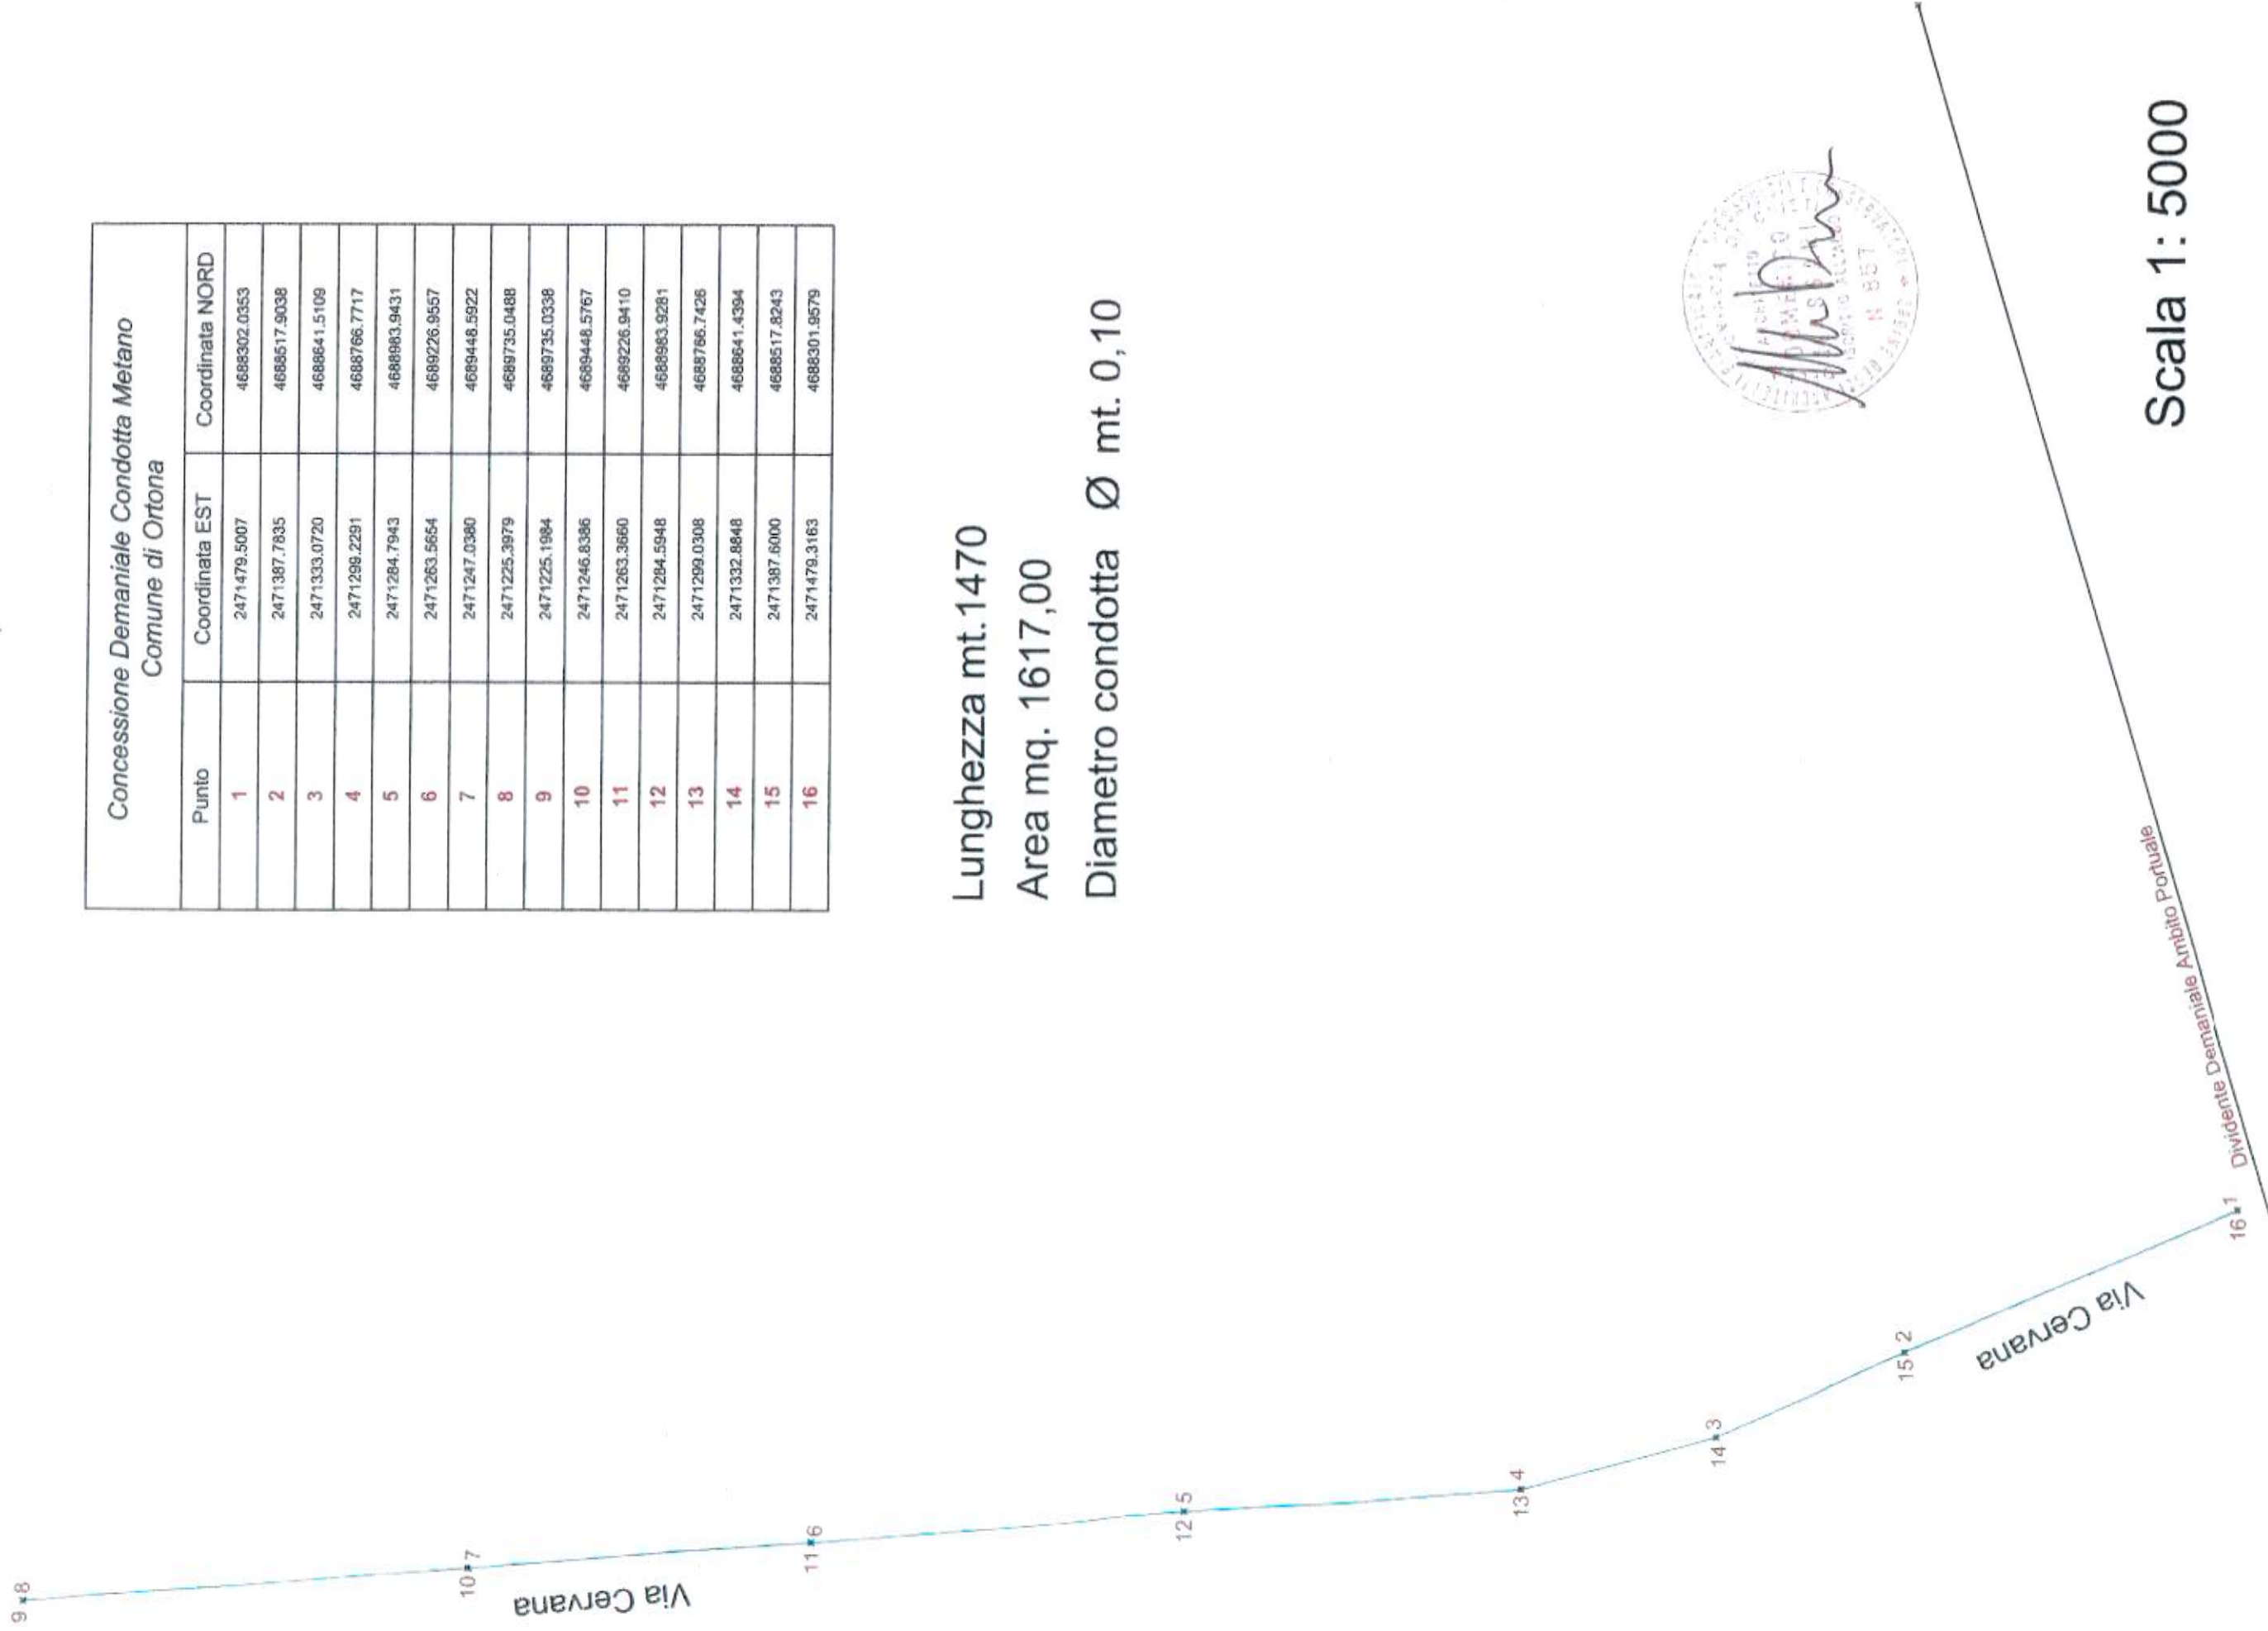 Concessione Demaniale Condotta Metano
Comune di Ortona
Punto Coordinata EST Coordinata NORD
1 2471479.5007 4688302.0353
2 2471387.7835 4688517.9038
3 2471333.0720 4688641.5109
4 2471299.2291 4688766.7717
5 2471284.7943 4688983.9431
6 2471263.5654 4689226.9557
7 2471247.0380 4689448.5922
8 2471225.3979 4689735.0488
9 2471225.1984 4689735.0338
10 2471246.8386 4689448.5767
11 2471263.3660 4689226.9410
12 2471284.5948 4688983.9281
13 2471299.0308 4688766.7426
14 2471332.8848 4688641.4394
15 2471387.6000 4688517.8243
16 2471479.3163 4688301.9579
Lunghezza mt.1470
Area mq. 1617,00
Diametro condotta Ø mt. 0,10
9 8
10 7
Via Cervana
11 6
12 5
13 4
14 3
15 2
Via Cervana
16 1
Dividente Demaniale Ambito Portuale
N 857
Scala 1: 5000